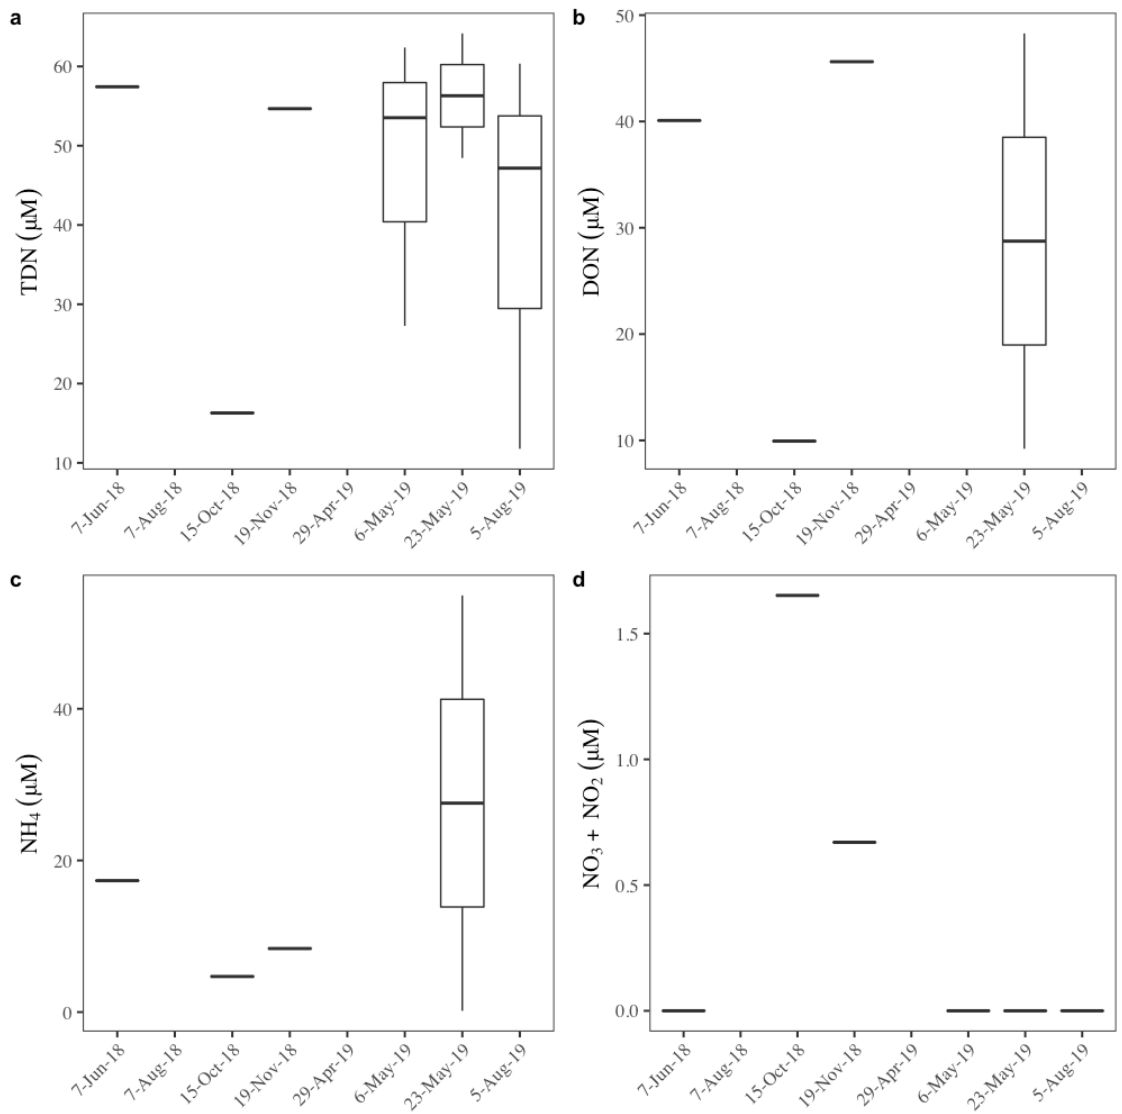 a
TDN (µM)
60
50
40
30
20
10
7-Jun-18
7-Aug-18
15-Oct-18
19-Nov-18
29-Apr-19
6-May-19
23-May-19
5-Aug-19
b
DON (µM)
50
40
30
20
10
7-Jun-18
7-Aug-18
15-Oct-18
19-Nov-18
29-Apr-19
6-May-19
23-May-19
5-Aug-19
c
NH₄ (µM)
40
20
0
7-Jun-18
7-Aug-18
15-Oct-18
19-Nov-18
29-Apr-19
6-May-19
23-May-19
5-Aug-19
d
NO₃ + NO₂ (µM)
1.5
1.0
0.5
0.0
7-Jun-18
7-Aug-18
15-Oct-18
19-Nov-18
29-Apr-19
6-May-19
23-May-19
5-Aug-19